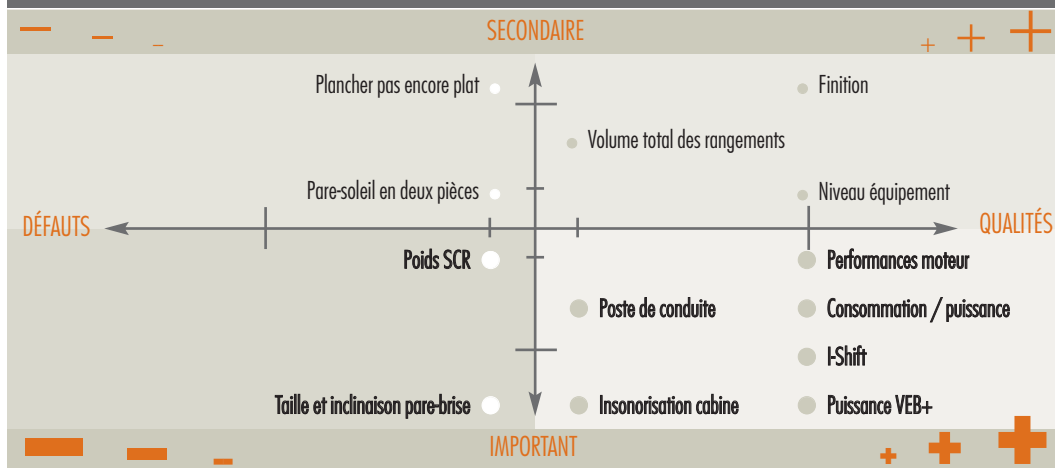 SECONDAIRE
Plancher pas encore plat
Finition
Volume total des rangements
Pare-soleil en deux pièces
Niveau équipement
DÉFAUTS
QUALITÉS
Poids SCR
Performances moteur
Poste de conduite
Consommation / puissance
I-Shift
Taille et inclinaison pare-brise
Insonorisation cabine
Puissance VEB+
IMPORTANT